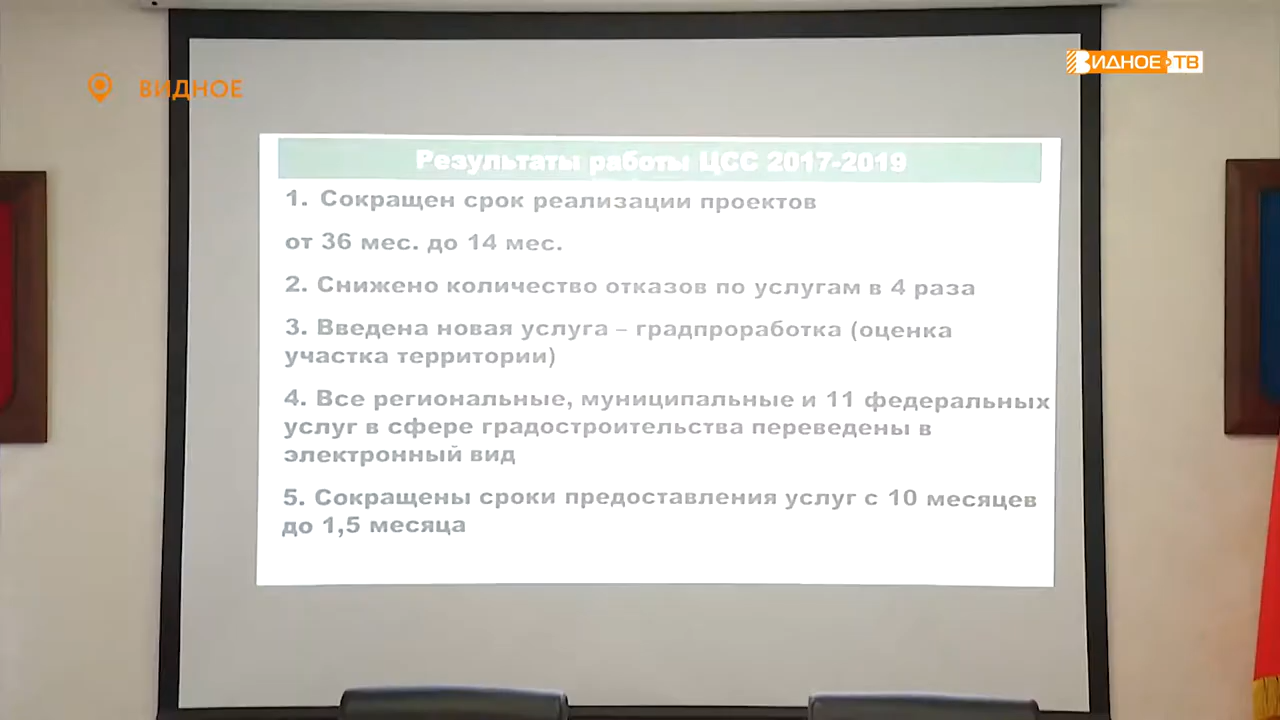 ВИДНОЕ
ВИДНОЕ ТВ
Результаты работы ЦСС 2017-2019
1. Сокращен срок реализации проектов
от 36 мес. до 14 мес.
2. Снижено количество отказов по услугам в 4 раза
3. Введена новая услуга – градпроработка (оценка
участка территории)
4. Все региональные, муниципальные и 11 федеральных
услуг в сфере градостроительства переведены в
электронный вид
5. Сокращены сроки предоставления услуг с 10 месяцев
до 1,5 месяца